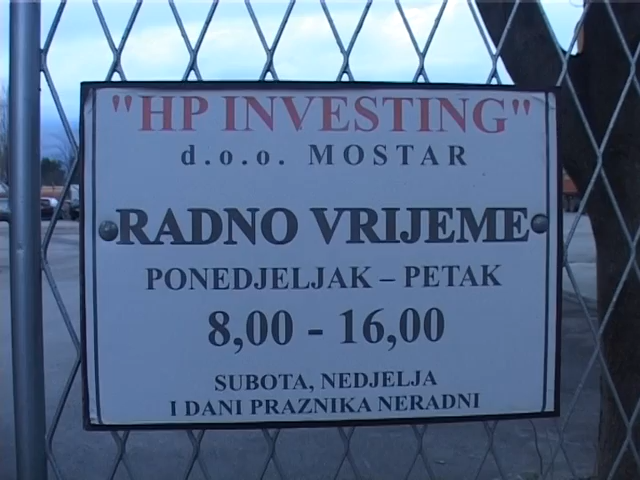 "HP INVESTING"
d.o.o. MOSTAR
RADNO VRIJEME
PONEDJELJAK – PETAK
8,00 - 16,00
SUBOTA, NEDJELJA
I DANI PRAZNIKA NERADNI